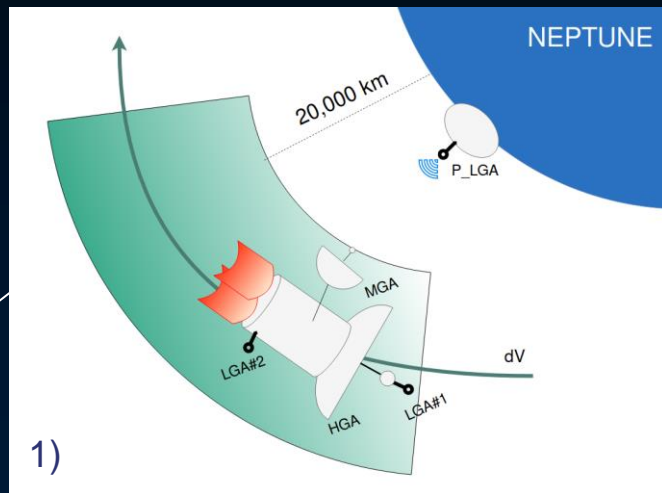 NEPTUNE
20,000 km
P_LGA
MGA
dV
LGA#2
LGA#1
HGA
1)